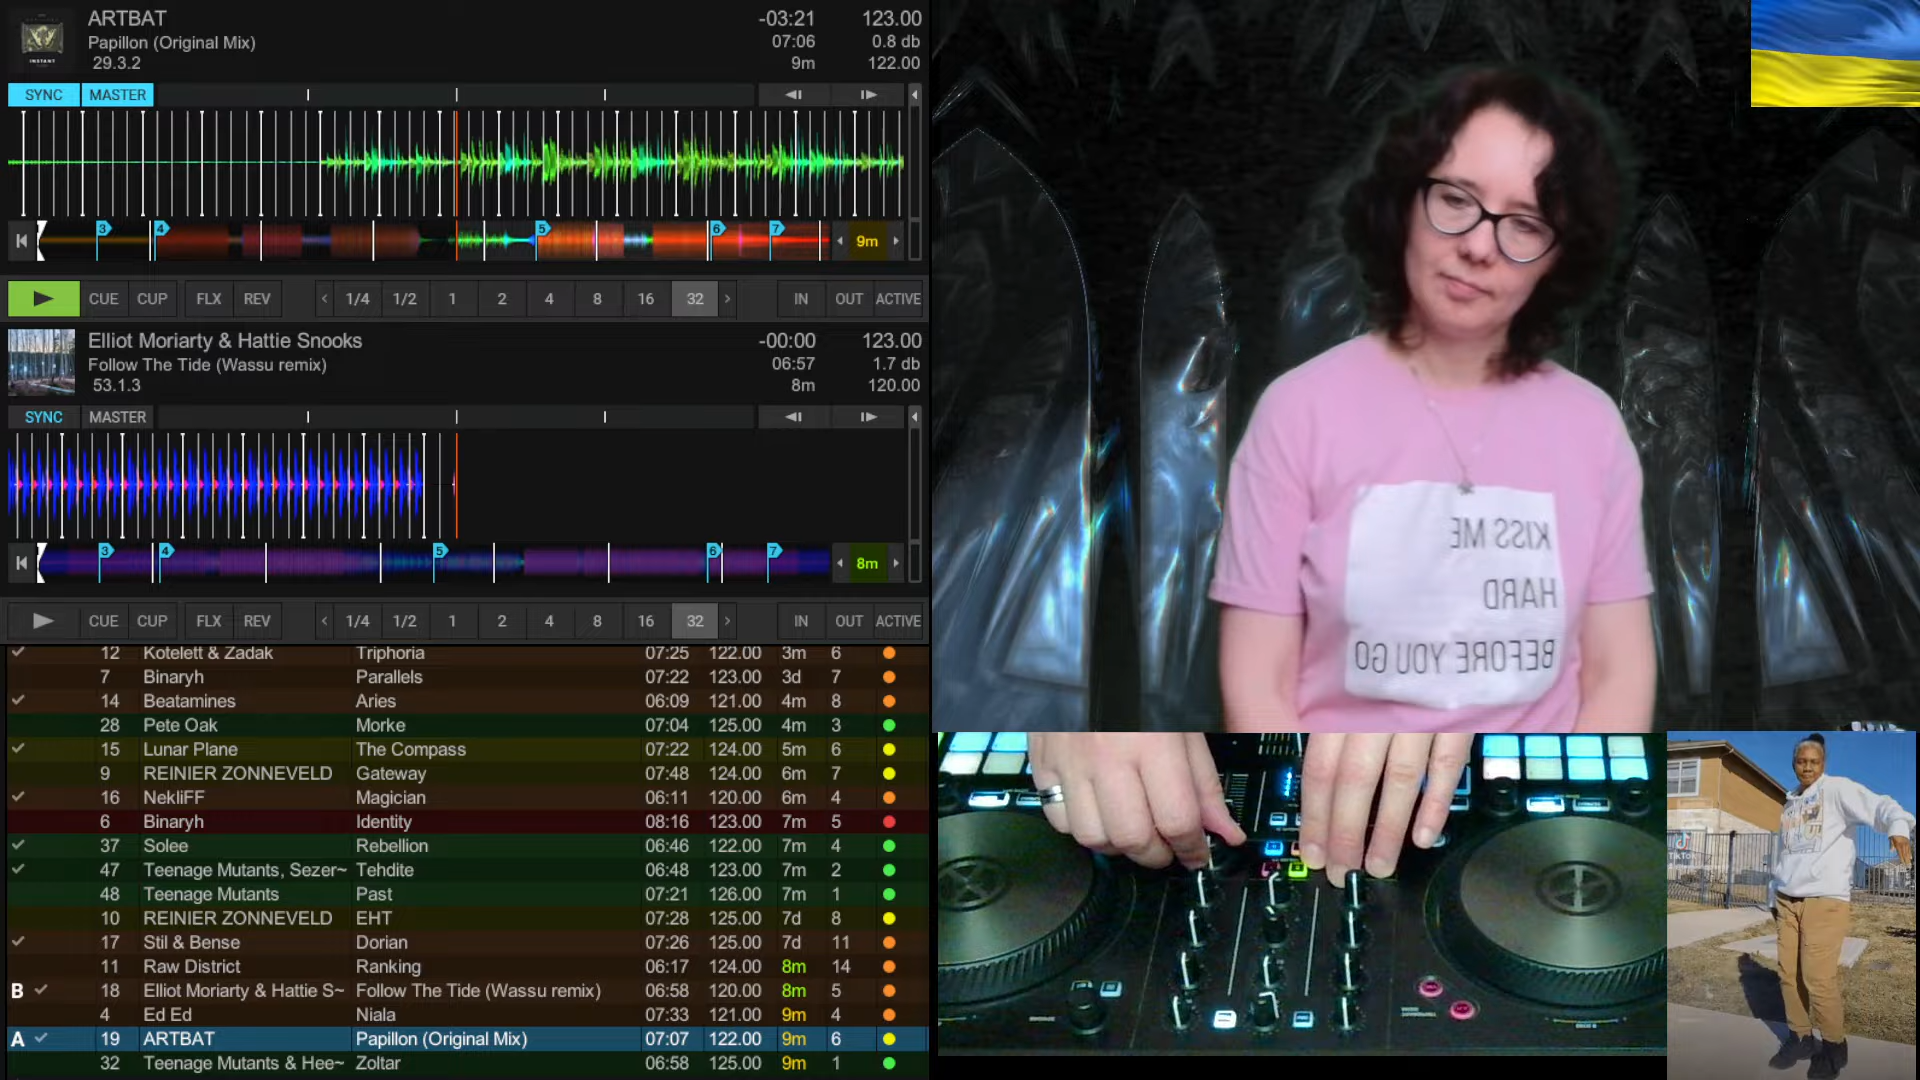 ARTBAT -03:21 123.00
Papillon (Original Mix) 07:06 0.8 db
29.3.2 9m 122.00
SYNC MASTER
3 4 5 6 7 9m
CUE CUP FLX REV 1/4 1/2 1 2 4 8 16 32 IN OUT ACTIVE
Elliot Moriarty & Hattie Snooks -00:00 123.00
Follow The Tide (Wassu remix) 06:57 1.7 db
53.1.3 8m 120.00
SYNC MASTER
3 4 5 6 7 8m
CUE CUP FLX REV 1/4 1/2 1 2 4 8 16 32 IN OUT ACTIVE
12 Kotelett & Zadak Triphoria 07:25 122.00 3m 6
7 Binaryh Parallels 07:22 123.00 3d 7
14 Beatamines Aries 06:09 121.00 4m 8
28 Pete Oak Morke 07:04 125.00 4m 3
15 Lunar Plane The Compass 07:22 124.00 5m 6
9 REINIER ZONNEVELD Gateway 07:48 124.00 6m 7
16 NekliFF Magician 06:11 120.00 6m 4
6 Binaryh Identity 08:16 123.00 7m 5
37 Solee Rebellion 06:46 122.00 7m 4
47 Teenage Mutants, Sezer~ Tehdite 06:48 123.00 7m 2
48 Teenage Mutants Past 07:21 126.00 7m 1
10 REINIER ZONNEVELD EHT 07:28 125.00 7d 8
17 Stil & Bense Dorian 07:26 125.00 7d 11
11 Raw District Ranking 06:17 124.00 8m 14
B 18 Elliot Moriarty & Hattie S~ Follow The Tide (Wassu remix) 06:58 120.00 8m 5
4 Ed Ed Niala 07:33 121.00 9m 4
A 19 ARTBAT Papillon (Original Mix) 07:07 122.00 9m 6
32 Teenage Mutants & Hee~ Zoltar 06:58 125.00 9m 1
KISS ME
HARD
BEFORE YOU GO
TikTok